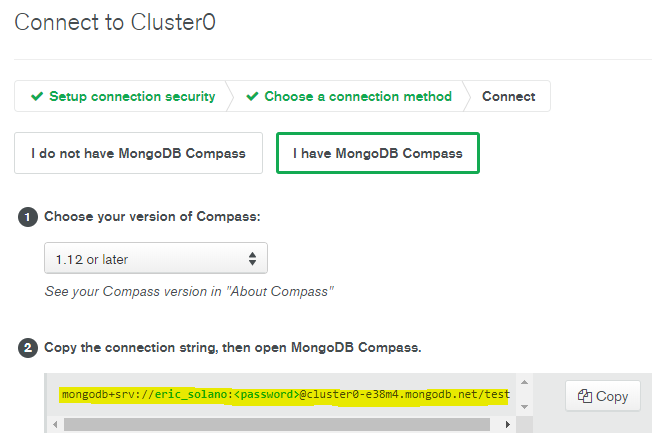 Connect to Cluster0
Setup connection security Choose a connection method Connect
I do not have MongoDB Compass I have MongoDB Compass
1 Choose your version of Compass:
1.12 or later
See your Compass version in "About Compass"
2 Copy the connection string, then open MongoDB Compass.
mongodb+srv://eric_solano:<password>@cluster0-e38m4.mongodb.net/test Copy